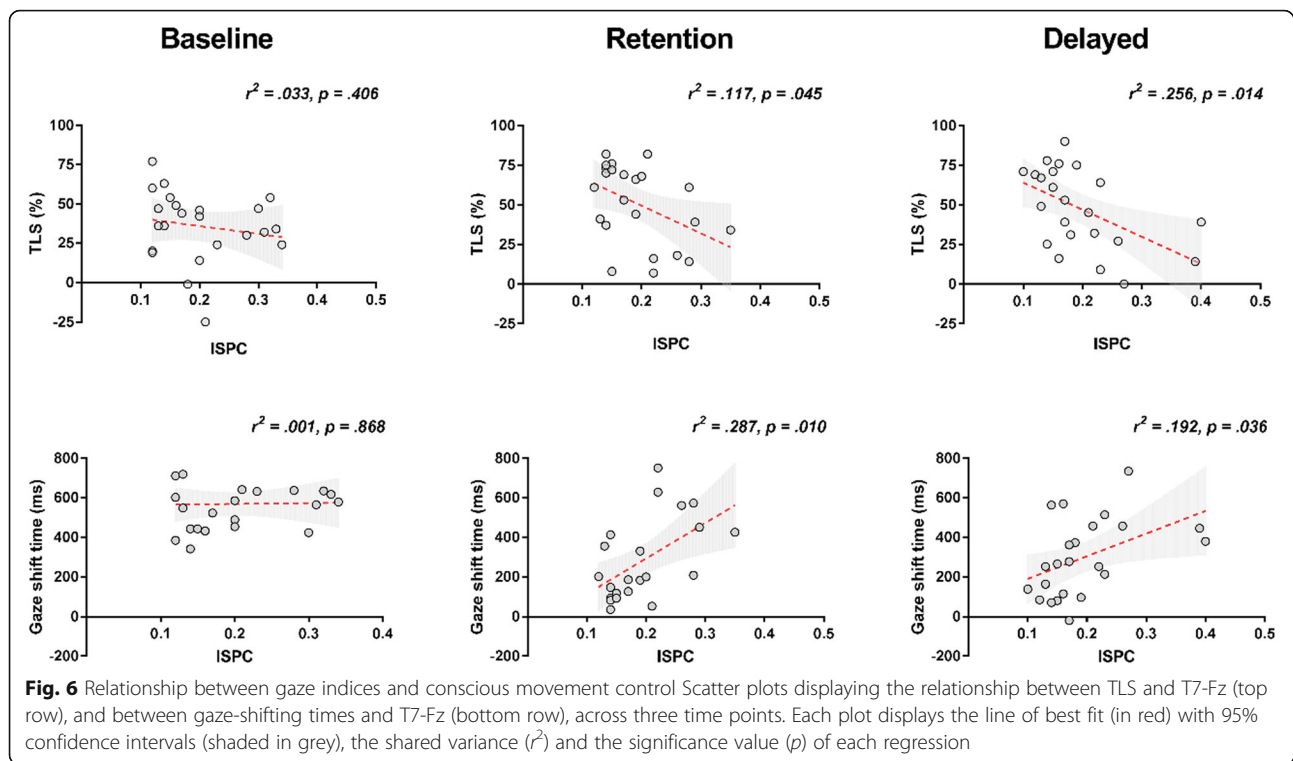 Baseline
Retention
Delayed
r² = .033, p = .406
r² = .117, p = .045
r² = .256, p = .014
TLS (%)
100
75
50
25
0
-25
0.1 0.2 0.3 0.4 0.5
ISPC
TLS (%)
100
75
50
25
0
-25
0.1 0.2 0.3 0.4 0.5
ISPC
TLS (%)
100
75
50
25
0
-25
0.1 0.2 0.3 0.4 0.5
ISPC
r² = .001, p = .868
r² = .287, p = .010
r² = .192, p = .036
Gaze shift time (ms)
800
600
400
200
0
-200
0.1 0.2 0.3 0.4
ISPC
Gaze shift time (ms)
800
600
400
200
0
-200
0.1 0.2 0.3 0.4 0.5
ISPC
Gaze shift time (ms)
800
600
400
200
0
-200
0.1 0.2 0.3 0.4 0.5
ISPC
Fig. 6 Relationship between gaze indices and conscious movement control Scatter plots displaying the relationship between TLS and T7-Fz (top
row), and between gaze-shifting times and T7-Fz (bottom row), across three time points. Each plot displays the line of best fit (in red) with 95%
confidence intervals (shaded in grey), the shared variance (r²) and the significance value (p) of each regression